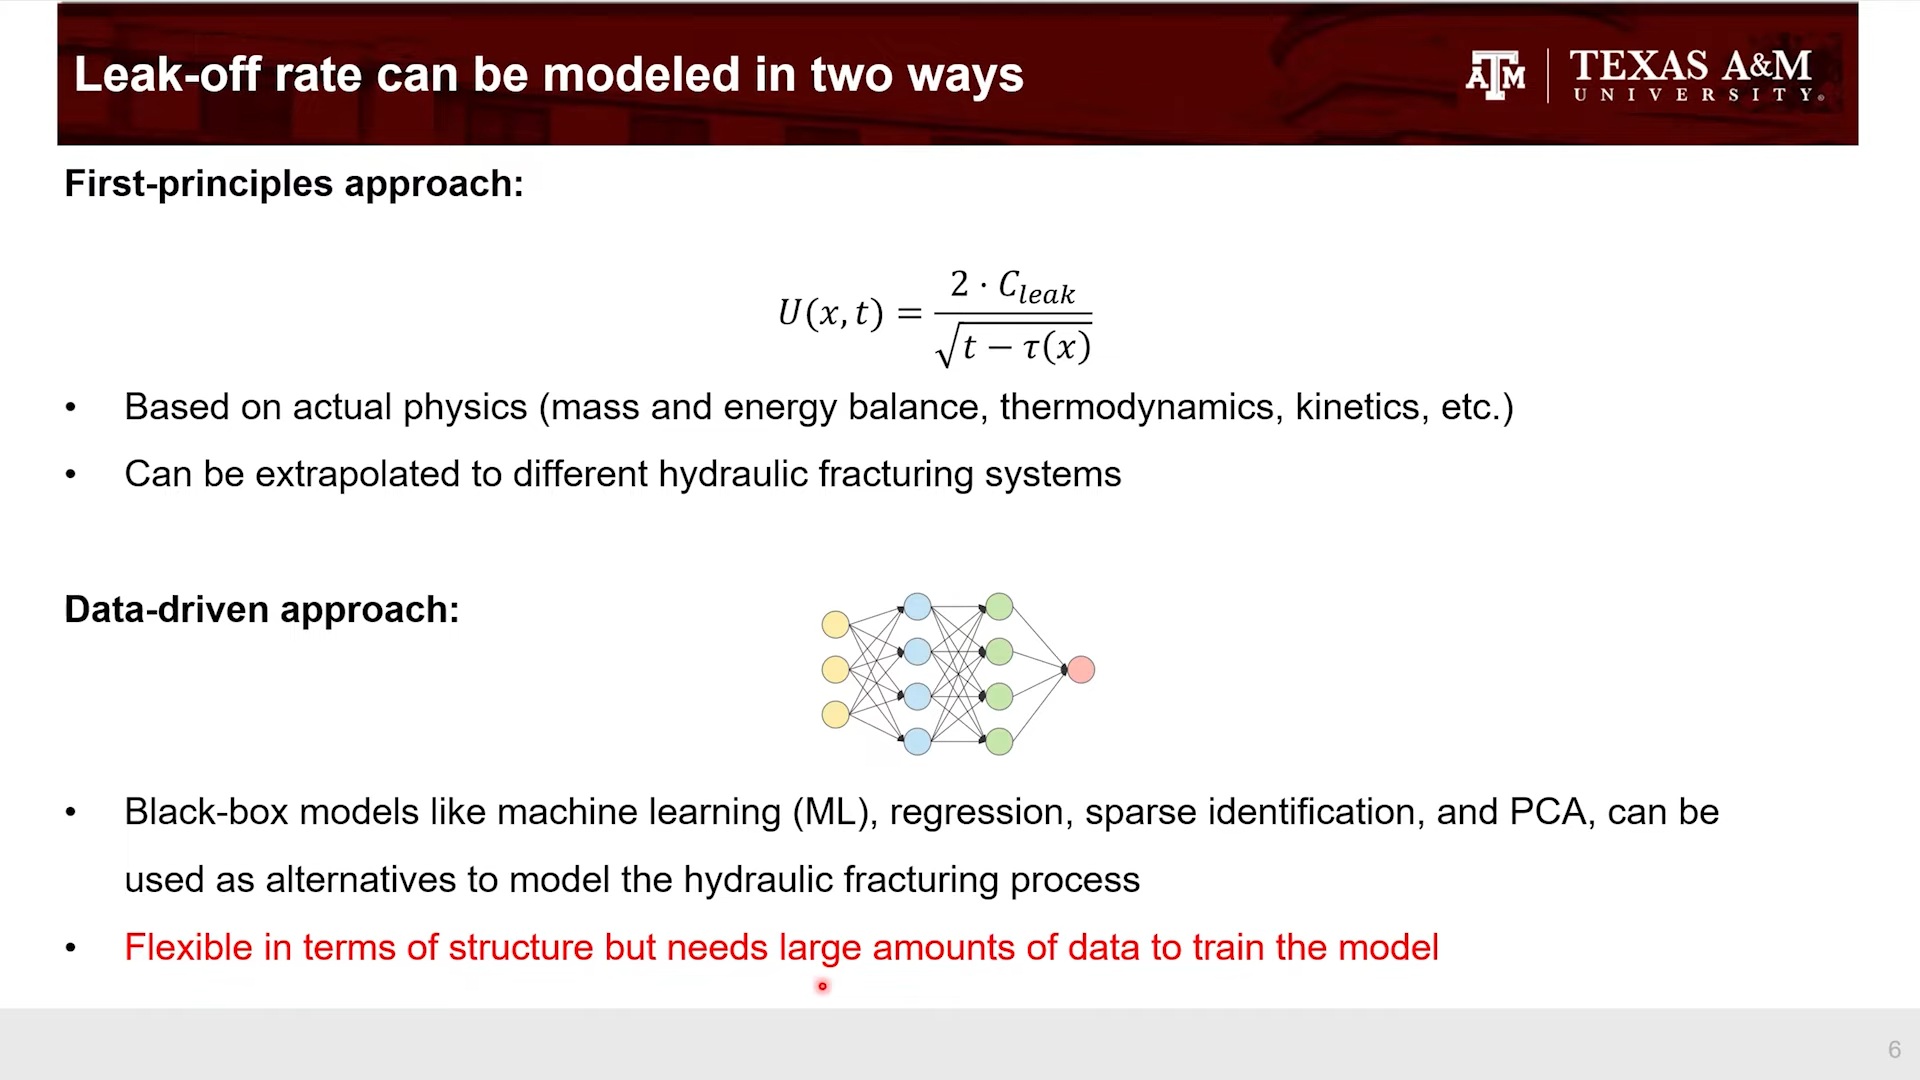 Leak-off rate can be modeled in two ways
ATM
TEXAS A&M
UNIVERSITY®
First-principles approach:
U(x, t) = 2 · C_leak / √(t − τ(x))
• Based on actual physics (mass and energy balance, thermodynamics, kinetics, etc.)
• Can be extrapolated to different hydraulic fracturing systems
Data-driven approach:
• Black-box models like machine learning (ML), regression, sparse identification, and PCA, can be
used as alternatives to model the hydraulic fracturing process
• Flexible in terms of structure but needs large amounts of data to train the model
6